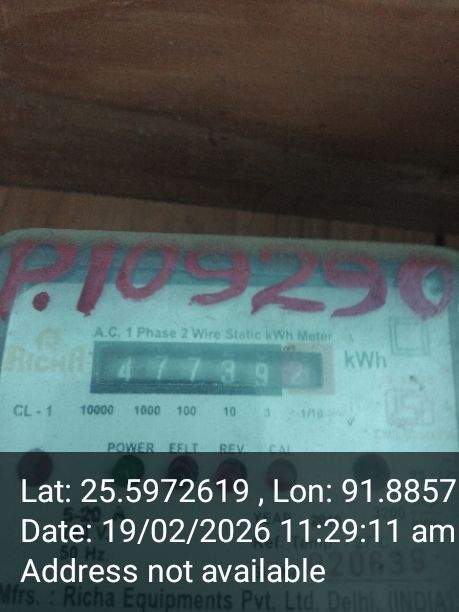 P.109290
A.C. 1 Phase 2 Wire Static kWh Meter
RICHA
4 7 7 3 9
kWh
CL - 1
10000 1000 100 10 1 1/10
POWER EFLT REV CAL
Lat: 25.5972619 , Lon: 91.8857
Date: 19/02/2026 11:29:11 am
50 Hz.
Address not available
Mfrs. : Richa Equipments Pvt. Ltd. Delhi. (INDIA)